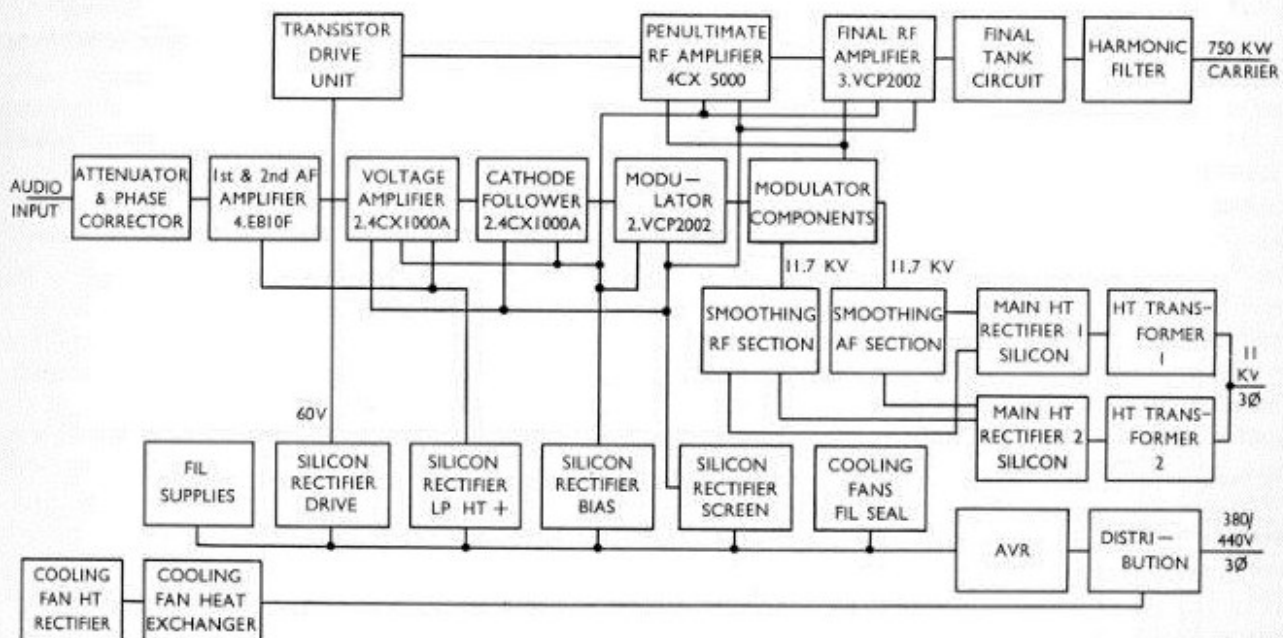 TRANSISTOR
DRIVE
UNIT
PENULTIMATE
RF AMPLIFIER
4CX 5000
FINAL RF
AMPLIFIER
3.VCP2002
FINAL
TANK
CIRCUIT
HARMONIC
FILTER
750 KW
CARRIER
AUDIO
INPUT
ATTENUATOR
& PHASE
CORRECTOR
1st & 2nd AF
AMPLIFIER
4.E810F
VOLTAGE
AMPLIFIER
2.4CX1000A
CATHODE
FOLLOWER
2.4CX1000A
MODU—
LATOR
2.VCP2002
MODULATOR
COMPONENTS
11.7 KV
11.7 KV
SMOOTHING
RF SECTION
SMOOTHING
AF SECTION
MAIN HT
RECTIFIER 1
SILICON
HT TRANS-
FORMER
1
11
KV
3Ø
MAIN HT
RECTIFIER 2
SILICON
HT TRANS-
FORMER
2
60V
FIL
SUPPLIES
SILICON
RECTIFIER
DRIVE
SILICON
RECTIFIER
LP HT +
SILICON
RECTIFIER
BIAS
SILICON
RECTIFIER
SCREEN
COOLING
FANS
FIL SEAL
AVR
DISTRI—
BUTION
380/
440V
3Ø
COOLING
FAN HT
RECTIFIER
COOLING
FAN HEAT
EXCHANGER